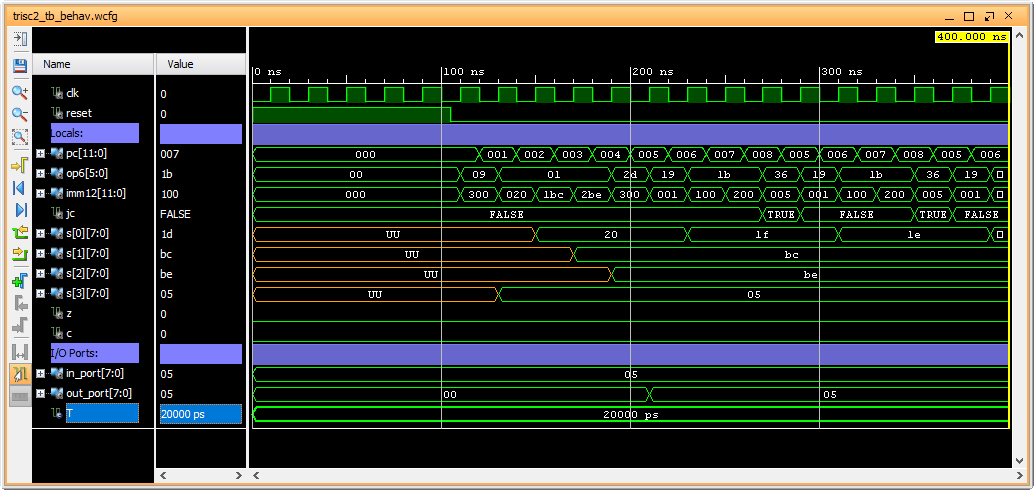 trisc2_tb_behav.wcfg
400.000 ns
Name Value
0 ns 100 ns 200 ns 300 ns
clk 0
reset 0
Locals:
pc[11:0] 007 000 001 002 003 004 005 006 007 008 005 006 007 008 005 006
op6[5:0] 1b 00 09 01 2d 19 1b 36 19 1b 36 19
imm12[11:0] 100 000 300 020 1bc 2be 300 001 100 200 005 001 100 200 005 001
jc FALSE FALSE TRUE FALSE TRUE FALSE
s[0][7:0] 1d UU 20 1f 1e
s[1][7:0] bc UU bc
s[2][7:0] be UU be
s[3][7:0] 05 UU 05
z 0
c 0
I/O Ports:
in_port[7:0] 05 05
out_port[7:0] 05 00 05
T 20000 ps 20000 ps